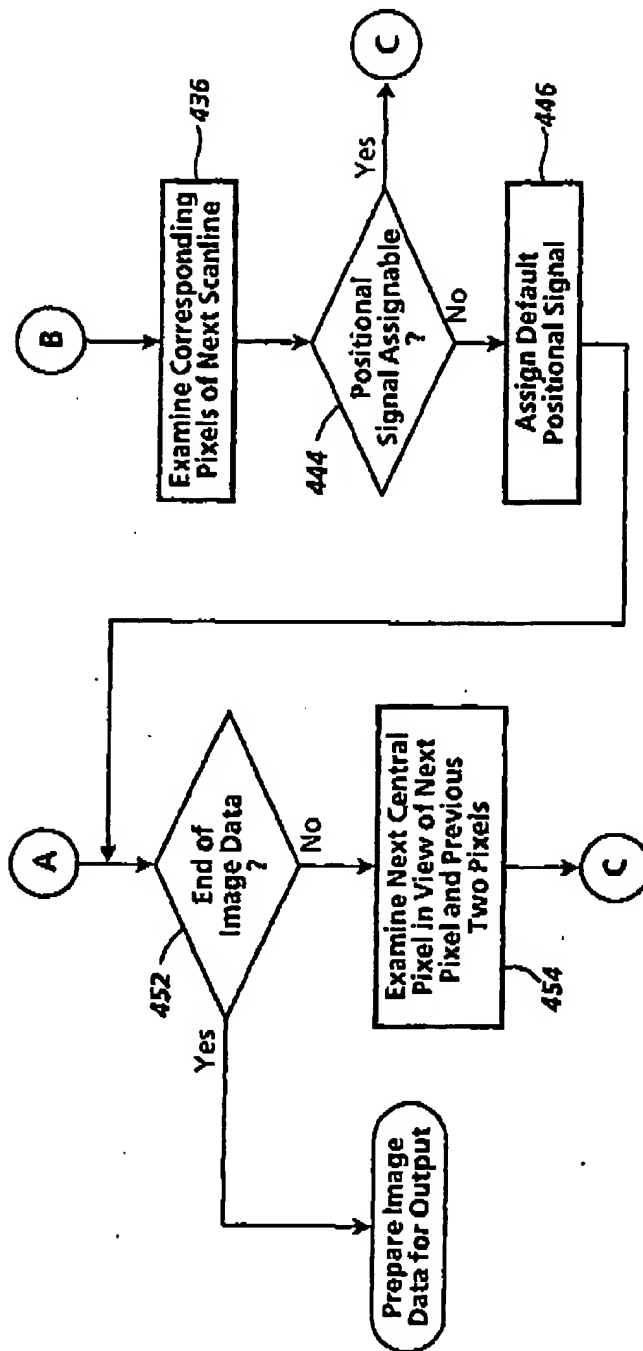 A
End of
Image Data
?
452
Yes
No
Prepare Image
Data for Output
Examine Next Central
Pixel in View of Next
Pixel and Previous
Two Pixels
454
C
B
Examine Corresponding
Pixels of Next Scanline
436
Positional
Signal Assignable
?
444
Yes
C
No
Assign Default
Positional Signal
446